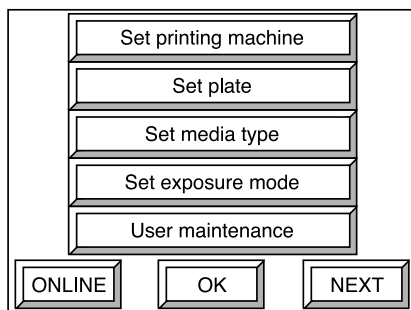 Set printing machine
Set plate
Set media type
Set exposure mode
User maintenance
ONLINE OK NEXT